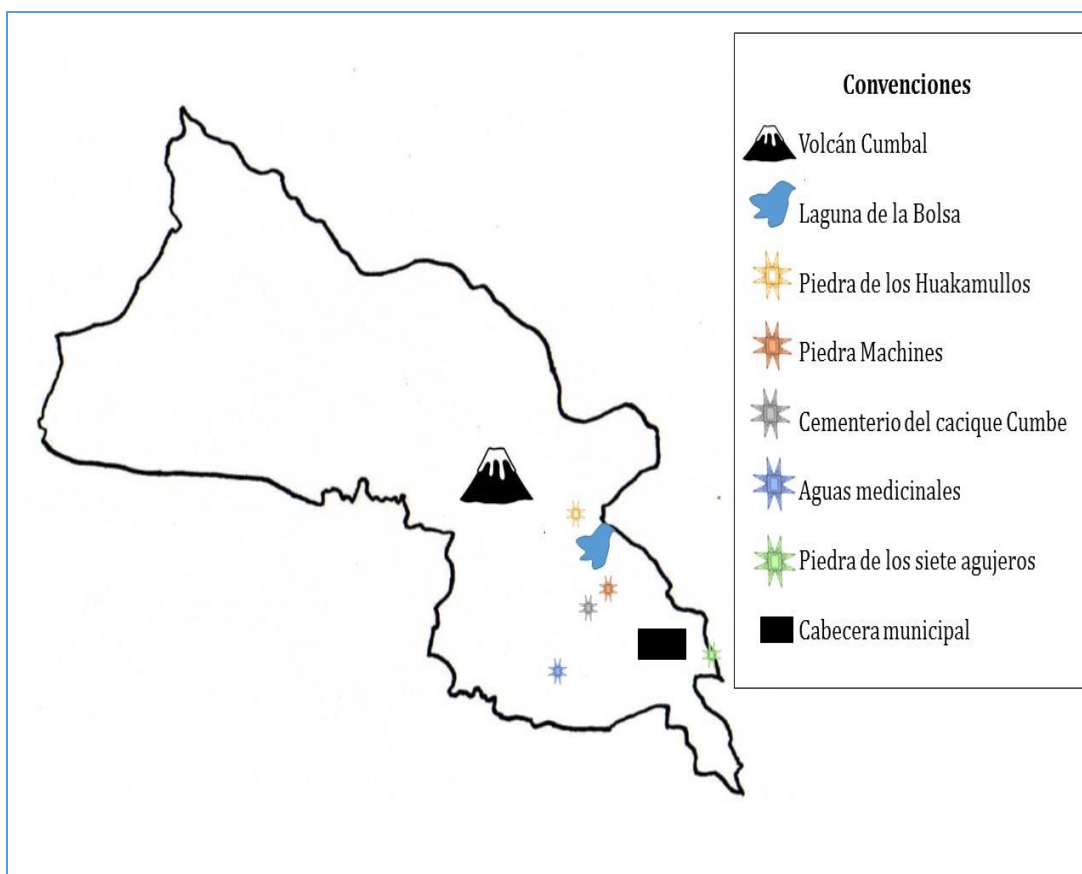 Convenciones
Volcán Cumbal
Laguna de la Bolsa
Piedra de los Huakamullos
Piedra Machines
Cementerio del cacique Cumbe
Aguas medicinales
Piedra de los siete agujeros
Cabecera municipal